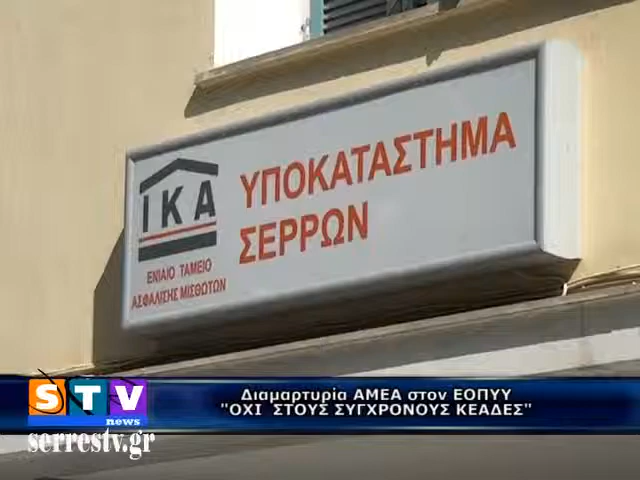 ΙΚΑ
ΕΝΙΑΙΟ ΤΑΜΕΙΟ
ΑΣΦΑΛΙΣΗΣ ΜΙΣΘΩΤΩΝ
ΥΠΟΚΑΤΑΣΤΗΜΑ
ΣΕΡΡΩΝ
STV
news
serrestv.gr
Διαμαρτυρία ΑΜΕΑ στον ΕΟΠΥΥ
"ΟΧΙ ΣΤΟΥΣ ΣΥΓΧΡΟΝΟΥΣ ΚΕΑΔΕΣ"